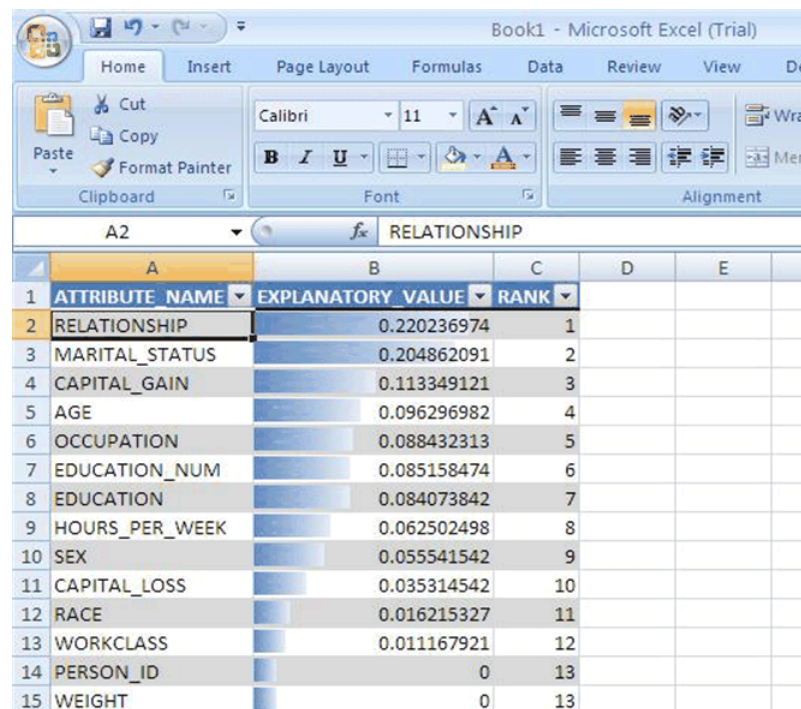 Book1 - Microsoft Excel (Trial)
Home Insert Page Layout Formulas Data Review View De
Cut
Copy
Paste
Format Painter
Calibri 11 A A
B I U A
Wra
Mer
Clipboard Font Alignment
A2 fx RELATIONSHIP
A B C D E
1 ATTRIBUTE_NAME EXPLANATORY_VALUE RANK
2 RELATIONSHIP 0.220236974 1
3 MARITAL_STATUS 0.204862091 2
4 CAPITAL_GAIN 0.113349121 3
5 AGE 0.096296982 4
6 OCCUPATION 0.088432313 5
7 EDUCATION_NUM 0.085158474 6
8 EDUCATION 0.084073842 7
9 HOURS_PER_WEEK 0.062502498 8
10 SEX 0.055541542 9
11 CAPITAL_LOSS 0.035314542 10
12 RACE 0.016215327 11
13 WORKCLASS 0.011167921 12
14 PERSON_ID 0 13
15 WEIGHT 0 13